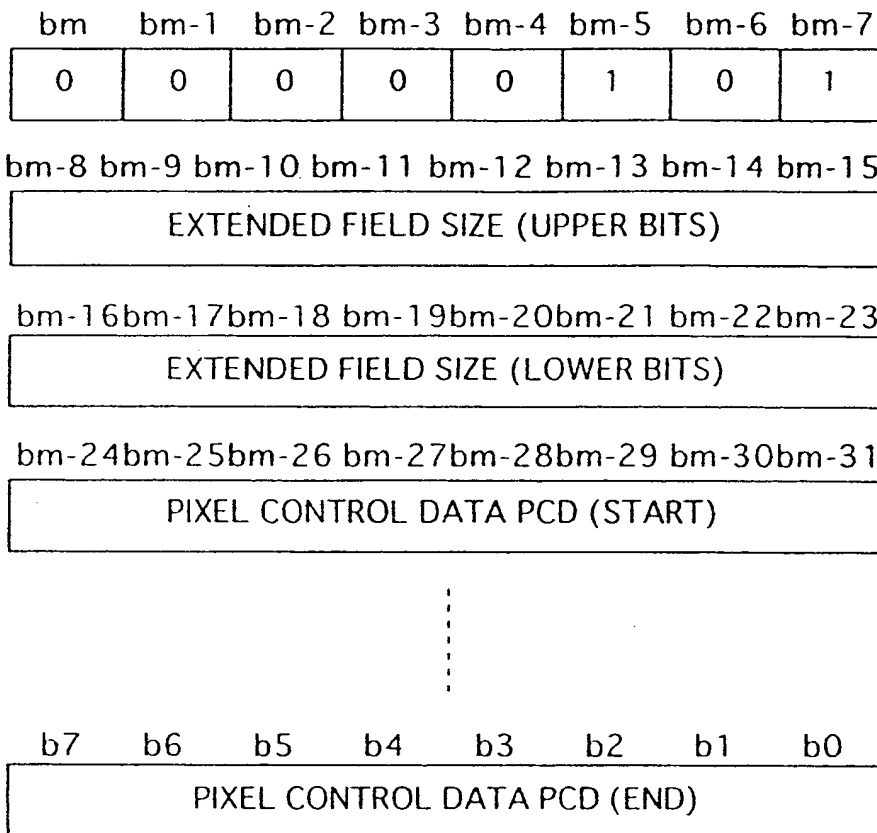 bm bm-1 bm-2 bm-3 bm-4 bm-5 bm-6 bm-7
0 0 0 0 0 1 0 1
bm-8 bm-9 bm-10 bm-11 bm-12 bm-13 bm-14 bm-15
EXTENDED FIELD SIZE (UPPER BITS)
bm-16 bm-17 bm-18 bm-19 bm-20 bm-21 bm-22 bm-23
EXTENDED FIELD SIZE (LOWER BITS)
bm-24 bm-25 bm-26 bm-27 bm-28 bm-29 bm-30 bm-31
PIXEL CONTROL DATA PCD (START)
b7 b6 b5 b4 b3 b2 b1 b0
PIXEL CONTROL DATA PCD (END)